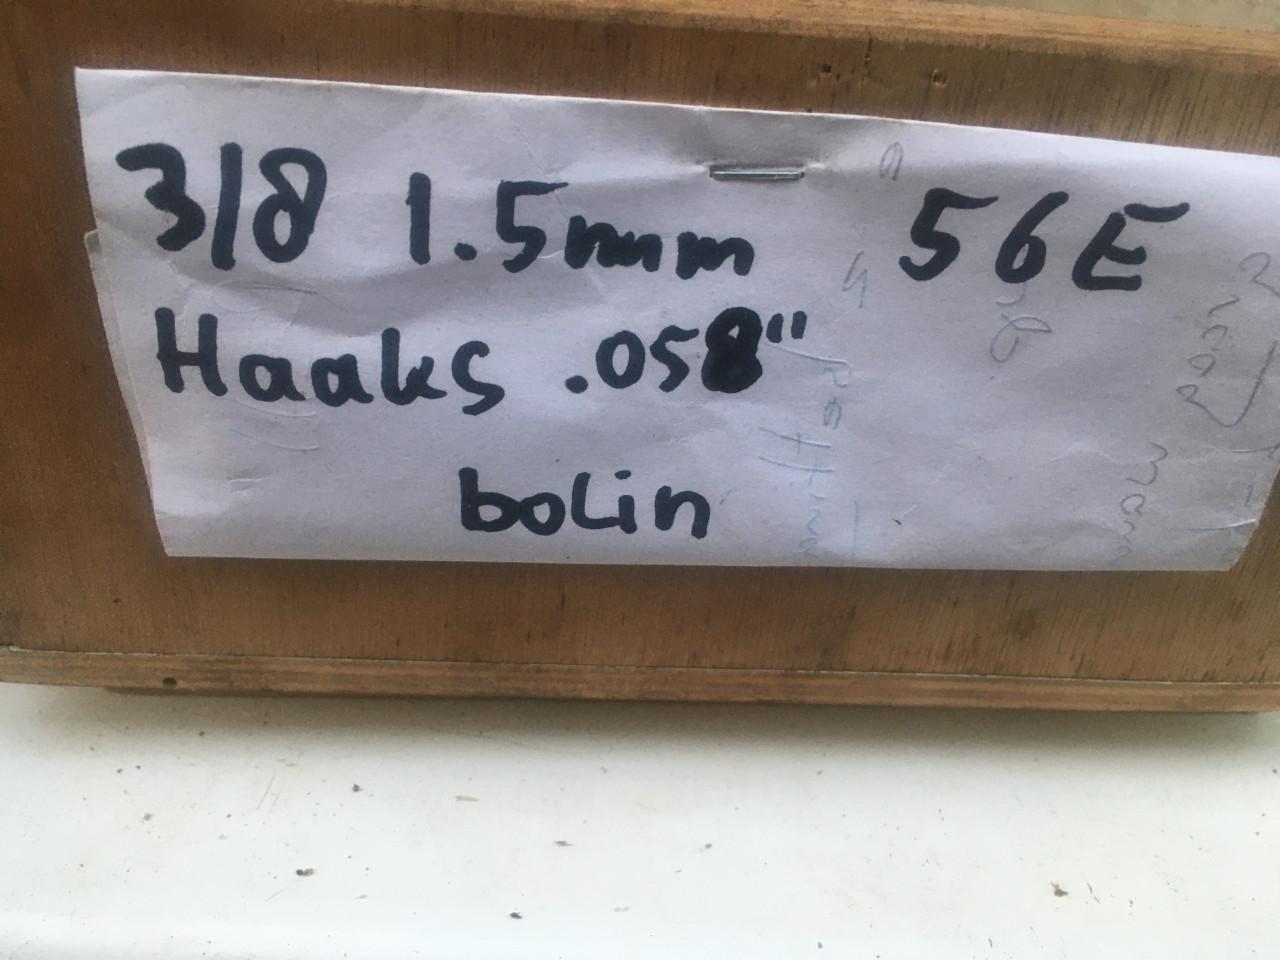 3/8 1.5mm 56E
Haaks .058"
bolin